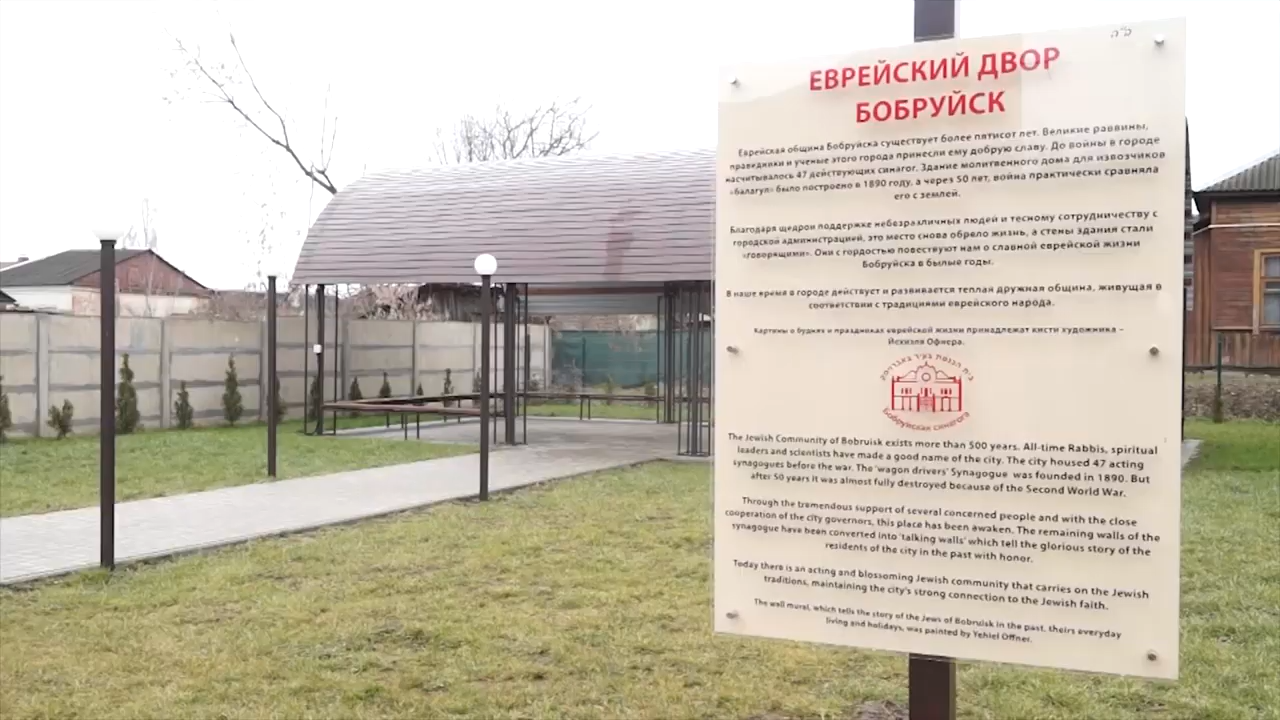 ב"ה
ЕВРЕЙСКИЙ ДВОР
БОБРУЙСК
Еврейская община Бобруйска существует более пятисот лет. Великие раввины,
праведники и ученые этого города принесли ему добрую славу. До войны в городе
насчитывалось 47 действующих синагог. Здание молитвенного дома для извозчиков
«балагул» было построено в 1890 году, а через 50 лет, война практически сравняла
его с землей.
Благодаря щедрой поддержке небезразличных людей и тесному сотрудничеству с
городской администрацией, это место снова обрело жизнь, а стены здания стали
«говорящими». Они с гордостью повествуют нам о славной еврейской жизни
Бобруйска в былые годы.
В наше время в городе действует и развивается теплая дружная община, живущая в
соответствии с традициями еврейского народа.
Картины о буднях и праздниках еврейской жизни принадлежат кисти художника –
Йехиэля Офнера.
בית הכנסת בעיר באברויסק
Бобруйская синагога
The Jewish Community of Bobruisk exists more than 500 years. All-time Rabbis, spiritual
leaders and scientists have made a good name of the city. The city housed 47 acting
synagogues before the war. The 'wagon drivers' Synagogue was founded in 1890. But
after 50 years it was almost fully destroyed because of the Second World War.
Through the tremendous support of several concerned people and with the close
cooperation of the city governors, this place has been awaken. The remaining walls of the
synagogue have been converted into 'talking walls' which tell the glorious story of the
residents of the city in the past with honor.
Today there is an acting and blossoming Jewish community that carries on the Jewish
traditions, maintaining the city's strong connection to the Jewish faith.
The wall mural, which tells the story of the Jews of Bobruisk in the past, theirs everyday
living and holidays, was painted by Yehiel Offner.